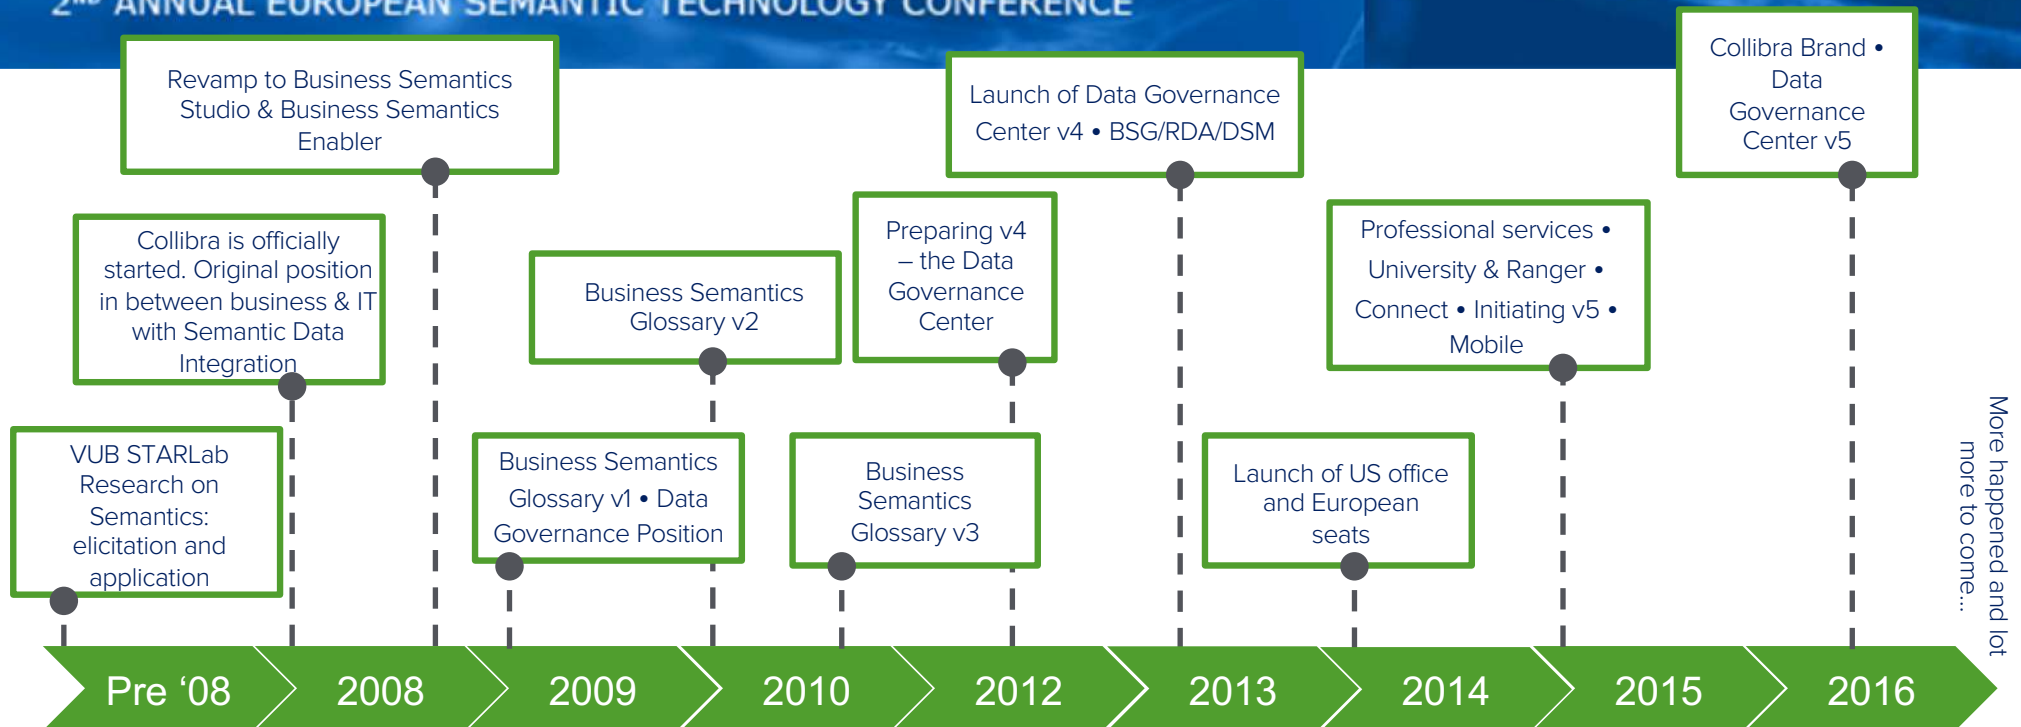 2ND ANNUAL EUROPEAN SEMANTIC TECHNOLOGY CONFERENCE
Revamp to Business Semantics
Studio & Business Semantics
Enabler
Launch of Data Governance
Center v4 • BSG/RDA/DSM
Collibra Brand •
Data
Governance
Center v5
Collibra is officially
started. Original position
in between business & IT
with Semantic Data
Integration
Business Semantics
Glossary v2
Preparing v4
– the Data
Governance
Center
Professional services •
University & Ranger •
Connect • Initiating v5 •
Mobile
VUB STARLab
Research on
Semantics:
elicitation and
application
Business Semantics
Glossary v1 • Data
Governance Position
Business
Semantics
Glossary v3
Launch of US office
and European
seats
More happened and lot
more to come...
Pre ‘08
2008
2009
2010
2012
2013
2014
2015
2016